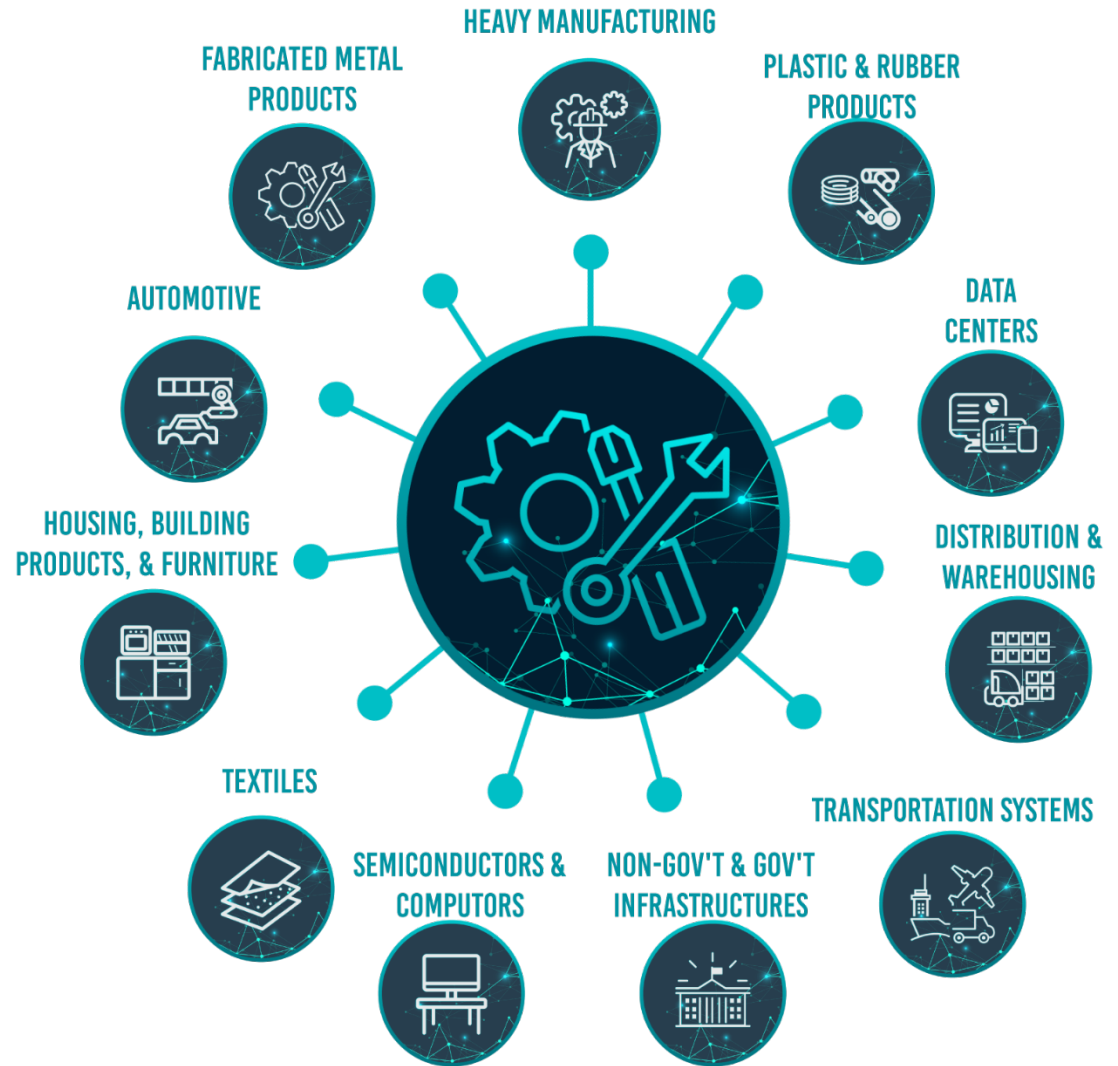 HEAVY MANUFACTURING
FABRICATED METAL
PRODUCTS
PLASTIC & RUBBER
PRODUCTS
AUTOMOTIVE
DATA
CENTERS
HOUSING, BUILDING
PRODUCTS, & FURNITURE
DISTRIBUTION &
WAREHOUSING
TEXTILES
TRANSPORTATION SYSTEMS
SEMICONDUCTORS &
COMPUTORS
NON-GOV'T & GOV'T
INFRASTRUCTURES